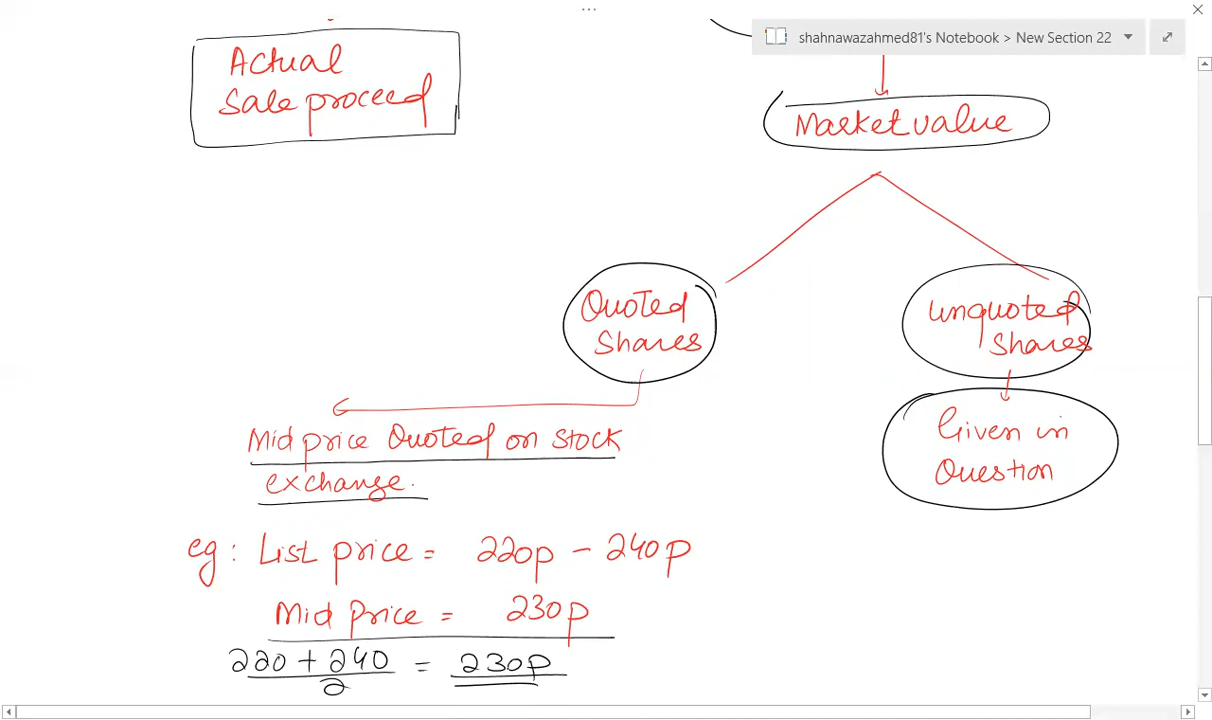 shahnawazahmed81's Notebook > New Section 22
Actual
Sale proceed
Market value
Quoted
Shares
unquoted
Shares
Given in
Question
Mid price Quoted on Stock
exchange.
eg: List price = 220p - 240p
Mid Price = 230p
220 + 240 = 230p
2